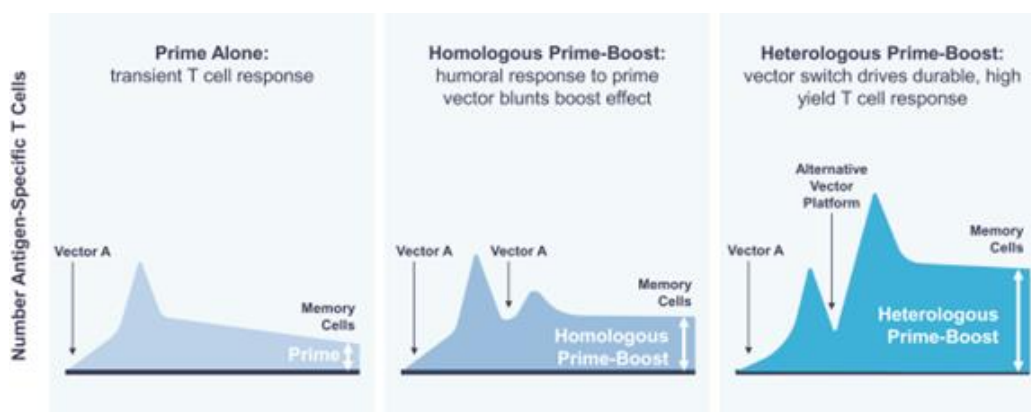 Number Antigen-Specific T Cells
Prime Alone:
transient T cell response
Vector A
Memory
Cells
Prime
Homologous Prime-Boost:
humoral response to prime
vector blunts boost effect
Vector A
Vector A
Memory
Cells
Homologous
Prime-Boost
Heterologous Prime-Boost:
vector switch drives durable, high
yield T cell response
Alternative
Vector
Platform
Vector A
Memory
Cells
Heterologous
Prime-Boost